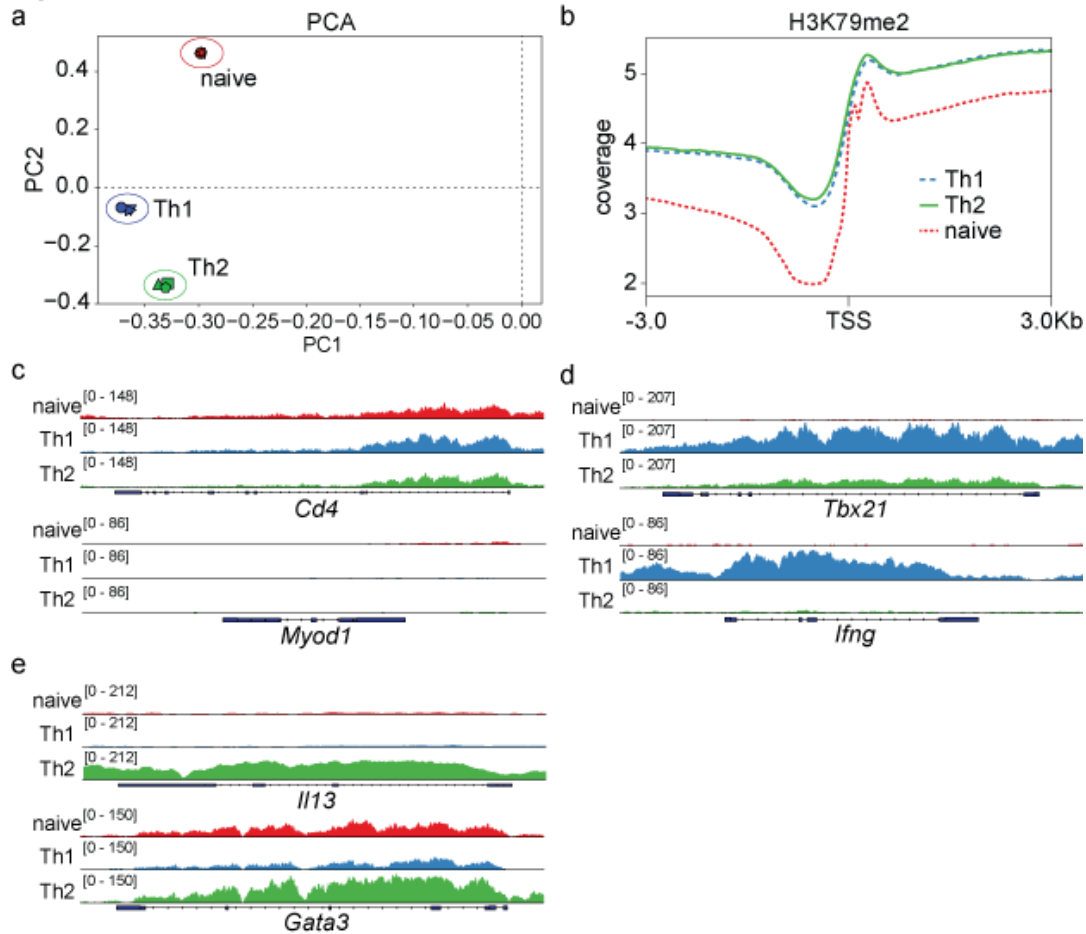 a
PCA
0.4
0.2
0.0
−0.2
−0.4
PC2
naive
Th1
Th2
−0.35 −0.30 −0.25 −0.20 −0.15 −0.10 −0.05 0.00
PC1
b
H3K79me2
5
4
3
2
coverage
Th1
Th2
naive
-3.0 TSS 3.0Kb
c
naive [0 - 148]
Th1 [0 - 148]
Th2 [0 - 148]
Cd4
naive [0 - 86]
Th1 [0 - 86]
Th2 [0 - 86]
Myod1
d
naive [0 - 207]
Th1 [0 - 207]
Th2 [0 - 207]
Tbx21
naive [0 - 86]
Th1 [0 - 86]
Th2 [0 - 86]
Ifng
e
naive [0 - 212]
Th1 [0 - 212]
Th2 [0 - 212]
Il13
naive [0 - 150]
Th1 [0 - 150]
Th2 [0 - 150]
Gata3